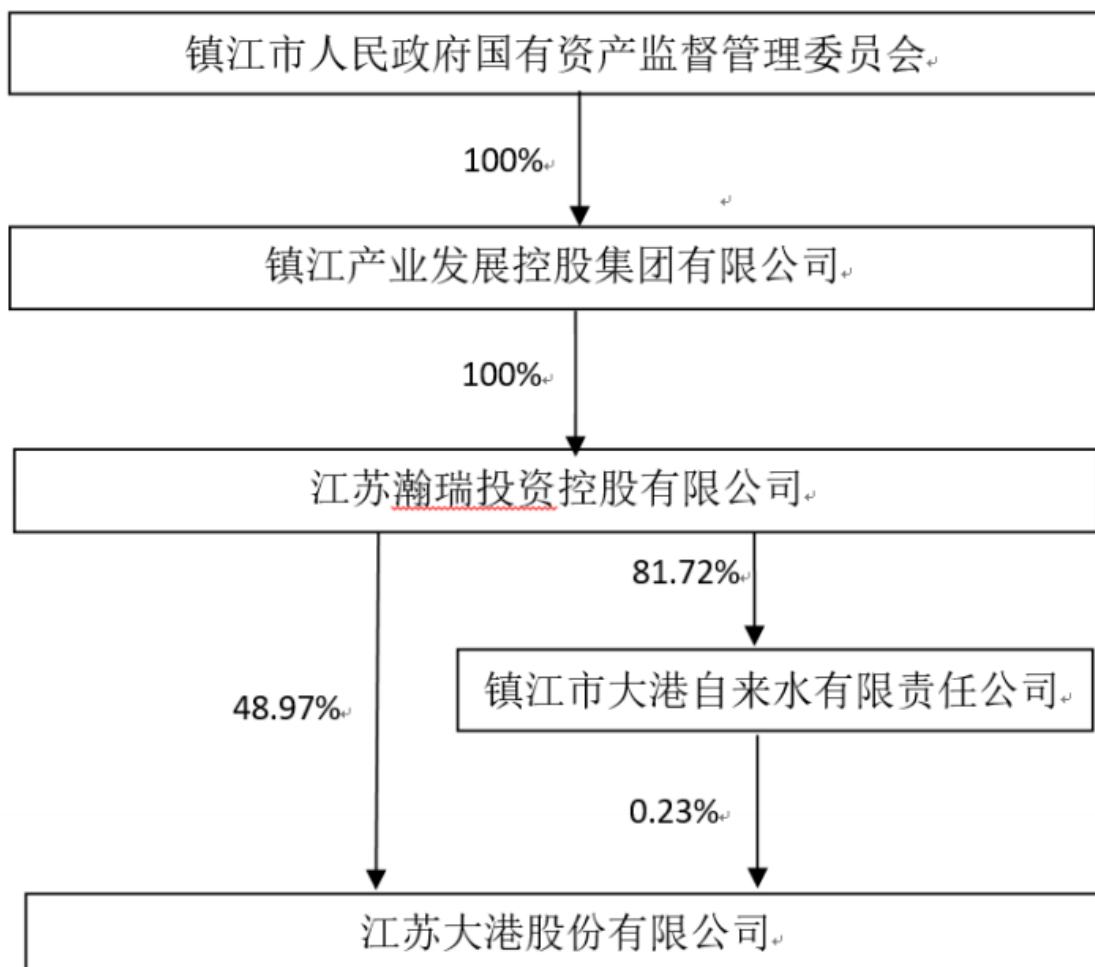 镇江市人民政府国有资产监督管理委员会
100%
镇江产业发展控股集团有限公司
100%
江苏瀚瑞投资控股有限公司
81.72%
镇江市大港自来水有限责任公司
48.97%
0.23%
江苏大港股份有限公司